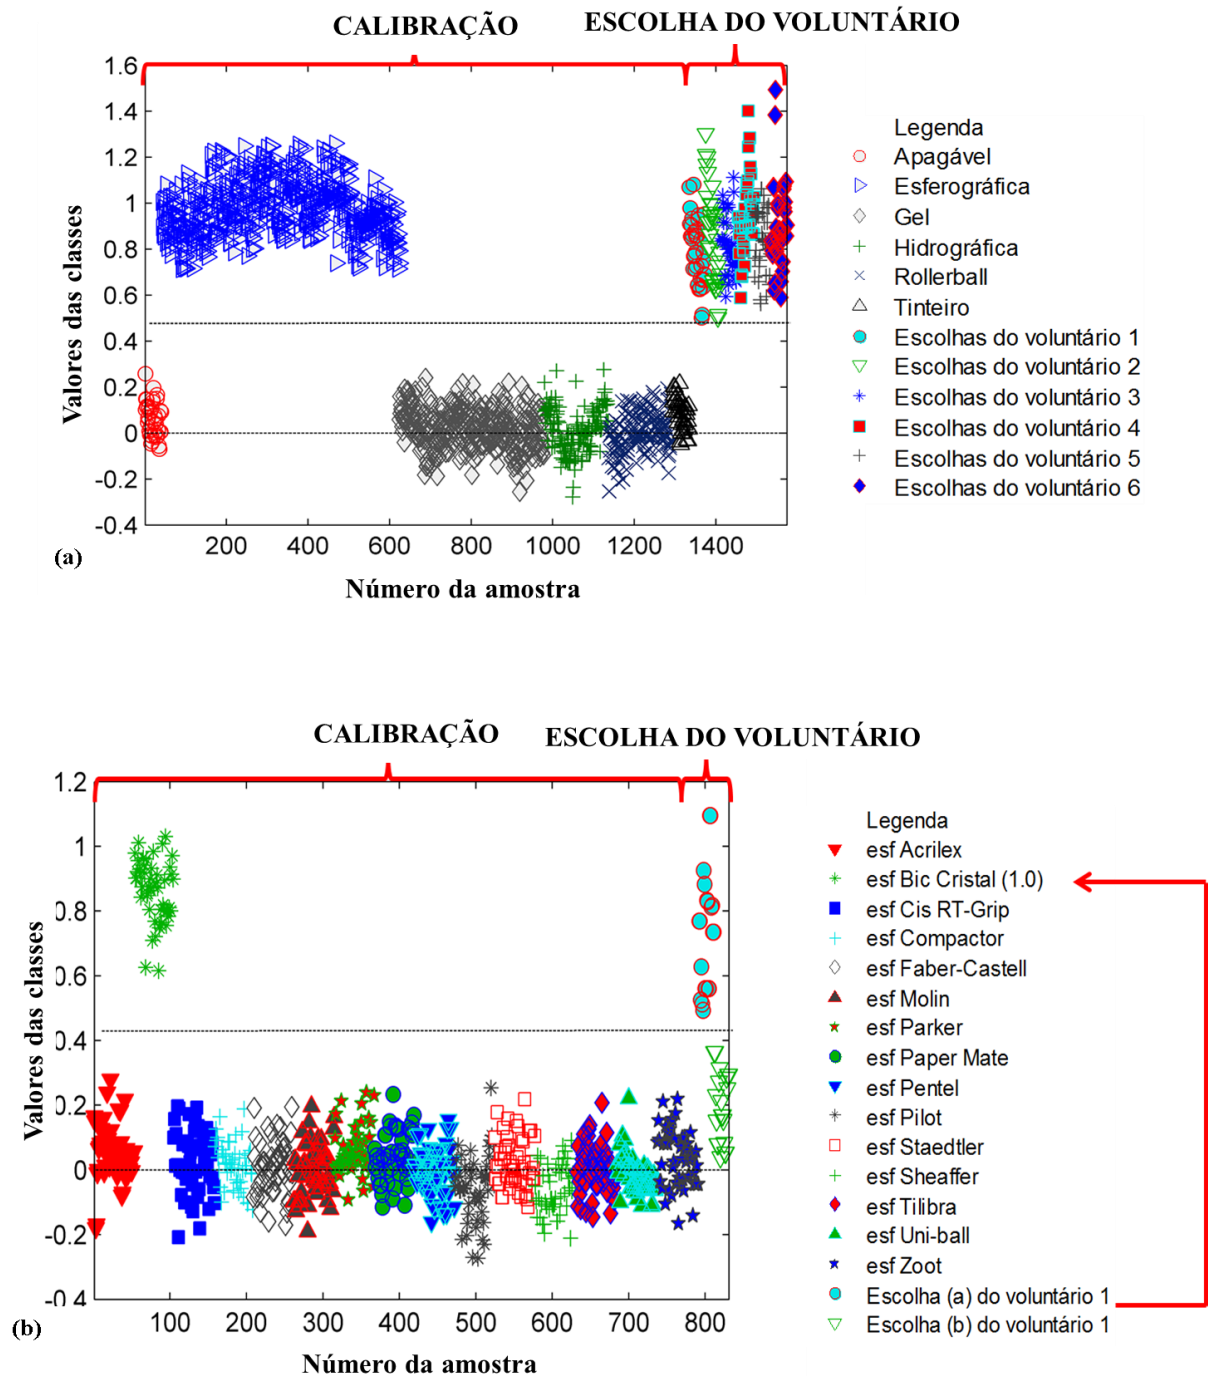 CALIBRAÇÃO
ESCOLHA DO VOLUNTÁRIO
1.6
1.4
1.2
1
0.8
0.6
0.4
0.2
0
-0.2
-0.4
Valores das classes
200
400
600
800
1000
1200
1400
Número da amostra
(a)
Legenda
Apagável
Esferográfica
Gel
Hidrográfica
Rollerball
Tinteiro
Escolhas do voluntário 1
Escolhas do voluntário 2
Escolhas do voluntário 3
Escolhas do voluntário 4
Escolhas do voluntário 5
Escolhas do voluntário 6
CALIBRAÇÃO
ESCOLHA DO VOLUNTÁRIO
1.2
1
0.8
0.6
0.4
0.2
0
-0.2
-0.4
Valores das classes
100
200
300
400
500
600
700
800
Número da amostra
(b)
Legenda
esf Acrilex
esf Bic Cristal (1.0)
esf Cis RT-Grip
esf Compactor
esf Faber-Castell
esf Molin
esf Parker
esf Paper Mate
esf Pentel
esf Pilot
esf Staedtler
esf Sheaffer
esf Tilibra
esf Uni-ball
esf Zoot
Escolha (a) do voluntário 1
Escolha (b) do voluntário 1